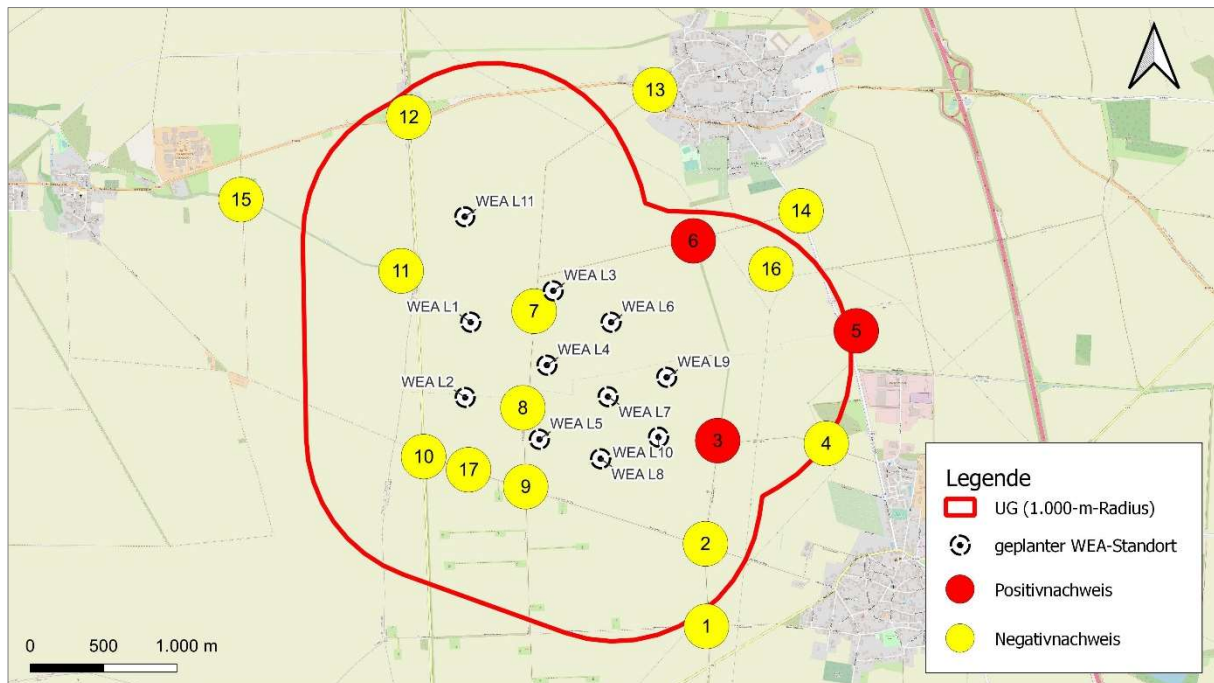 13
12
15
14
WEA L11
6
16
11
WEA L3
7
WEA L1
WEA L6
5
WEA L4
WEA L9
WEA L2
8
WEA L7
WEA L5
3
4
10
17
WEA L10
WEA L8
9
2
1
Legende
UG (1.000-m-Radius)
geplanter WEA-Standort
Positivnachweis
Negativnachweis
0 500 1.000 m